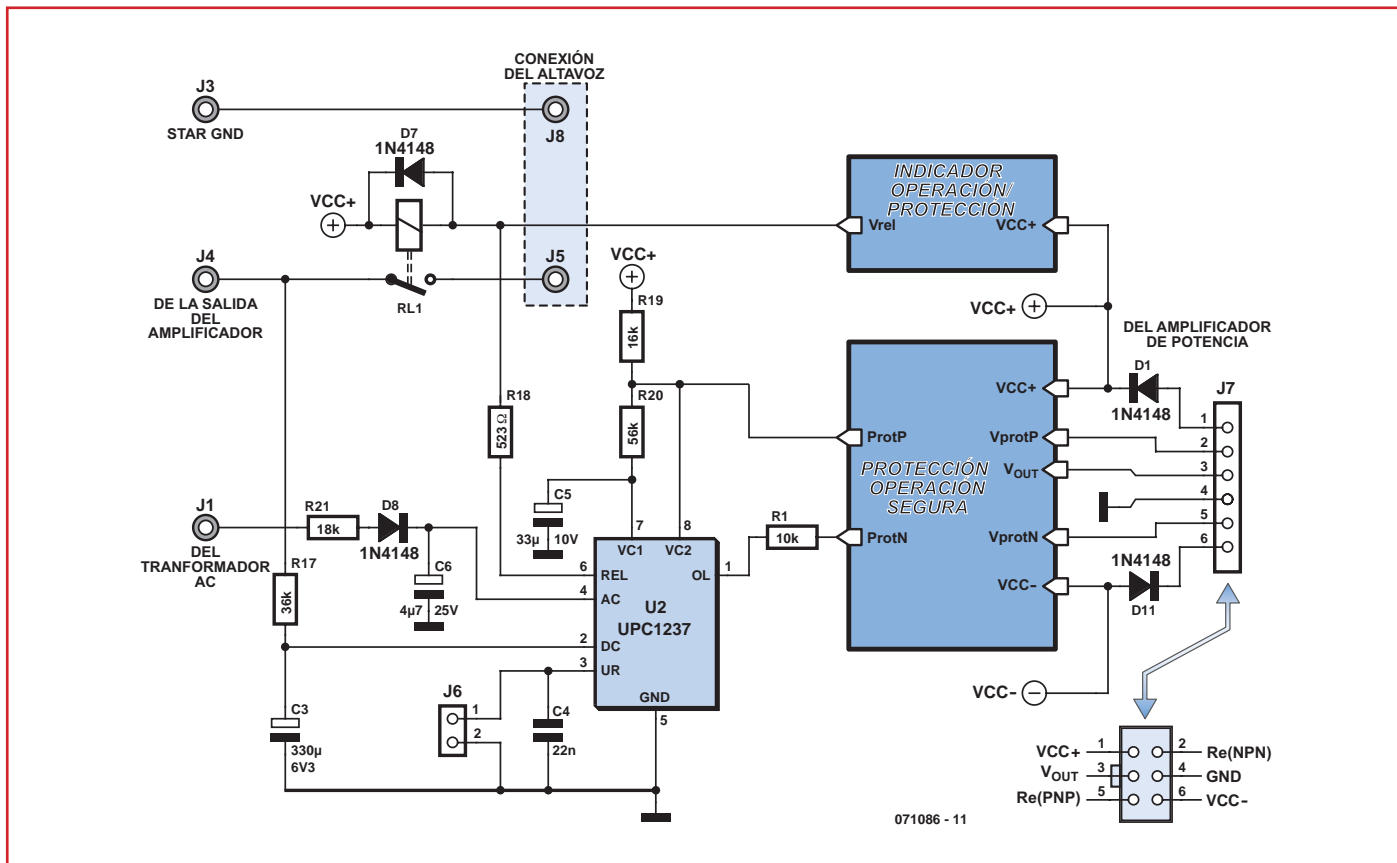 CONEXIÓN
DEL ALTAVOZ
J3
STAR GND
J8
D7
1N4148
VCC+
INDICADOR
OPERACIÓN/
PROTECCIÓN
Vrel
VCC+
J4
DE LA SALIDA
DEL
AMPLIFICADOR
RL1
J5
VCC+
R19
16k
VCC+
DEL AMPLIFICADOR
DE POTENCIA
R18
523 Ω
R20
56k
VCC+
D1
1N4148
J7
1
2
3
4
5
6
ProtP
VprotP
VOUT
PROTECCIÓN
OPERACIÓN
SEGURA
ProtN
VprotN
VCC-
1N4148
D11
J1
DEL
TRANFORMADOR
AC
R21
18k
D8
1N4148
C5
33µ
10V
R1
10k
C6
4µ7
25V
R17
36k
7
8
VC1
VC2
6
REL
OL
1
4
AC
U2
UPC1237
2
DC
3
UR
GND
5
J6
1
2
C4
22n
C3
330µ
6V3
VCC-
VCC+
1
2
Re(NPN)
VOUT
3
4
GND
Re(PNP)
5
6
VCC-
071086 - 11